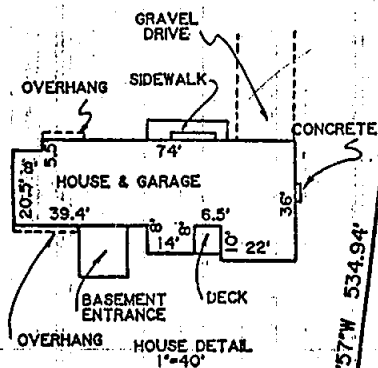 GRAVEL
DRIVE
SIDEWALK
OVERHANG
CONCRETE
74'
5.5'
8'
20.5'
HOUSE & GARAGE
36'
39.4'
6.5'
8'
8'
14'
10'
22'
BASEMENT
ENTRANCE
DECK
OVERHANG
HOUSE DETAIL
1"=40'
57"W 534.94'